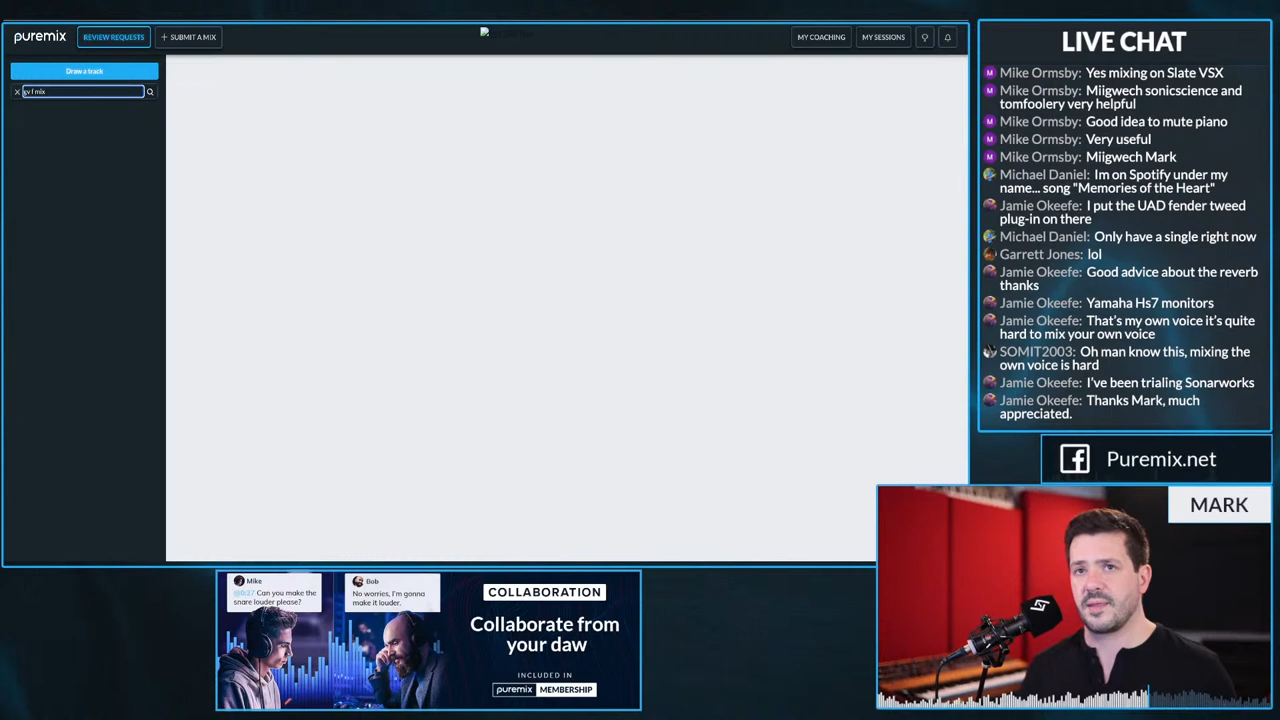 puremix
REVIEW REQUESTS
+ SUBMIT A MIX
MY COACHING
MY SESSIONS
Draw a track
gv f mix
LIVE CHAT
M Mike Ormsby: Yes mixing on Slate VSX
M Mike Ormsby: Miigwech sonicscience and
tomfoolery very helpful
M Mike Ormsby: Good idea to mute piano
M Mike Ormsby: Very useful
M Mike Ormsby: Miigwech Mark
Michael Daniel: Im on Spotify under my
name... song "Memories of the Heart"
Jamie Okeefe: I put the UAD fender tweed
plug-in on there
Michael Daniel: Only have a single right now
Garrett Jones: lol
Jamie Okeefe: Good advice about the reverb
thanks
Jamie Okeefe: Yamaha Hs7 monitors
Jamie Okeefe: That's my own voice it's quite
hard to mix your own voice
SOMIT2003: Oh man know this, mixing the
own voice is hard
Jamie Okeefe: I've been trialing Sonarworks
Jamie Okeefe: Thanks Mark, much
appreciated.
Puremix.net
MARK
Mike
@0:27 Can you make the
snare louder please?
Bob
No worries, I'm gonna
make it louder.
COLLABORATION
Collaborate from
your daw
INCLUDED IN
puremix MEMBERSHIP